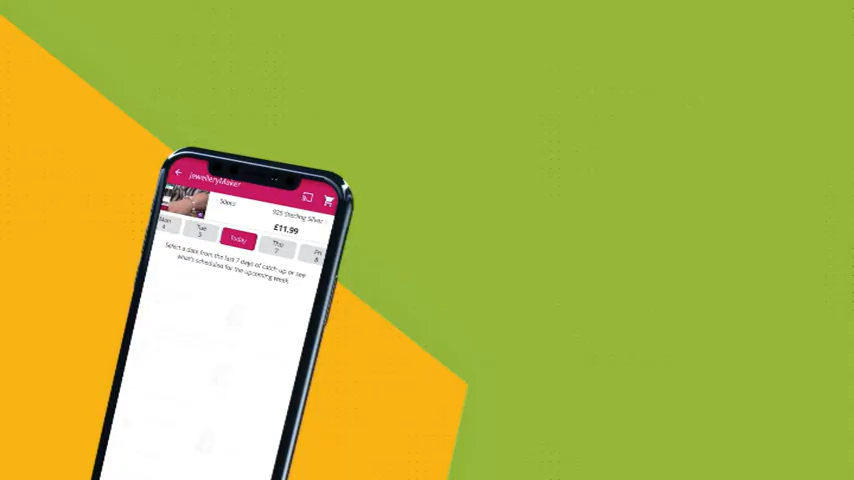 JewelleryMaker
50pcs
925 Sterling Silver
£11.99
Mon
4
Tue
5
Today
Thu
7
Fri
8
Select a date from the last 7 days of catch up or see
what's scheduled for the upcoming week